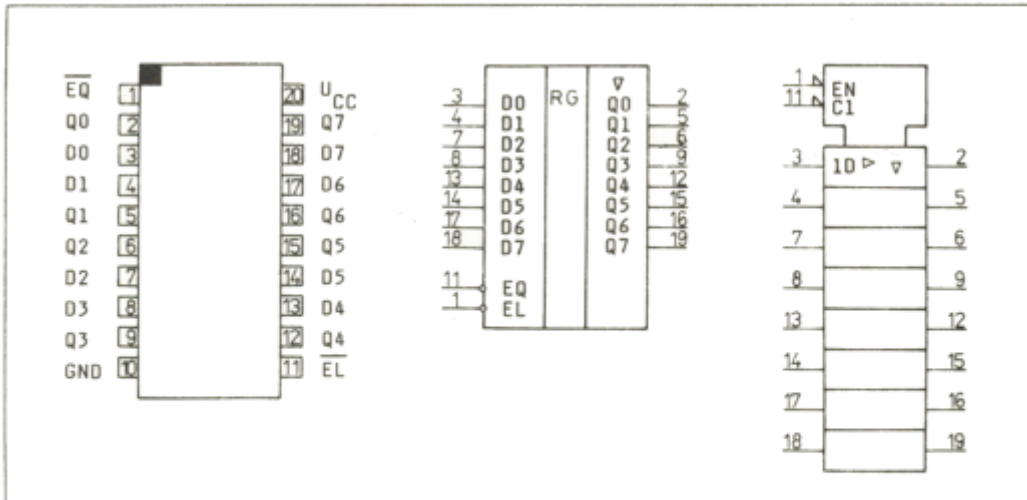 EQ 1 20 UCC
Q0 2 19 Q7
D0 3 18 D7
D1 4 17 D6
Q1 5 16 Q6
Q2 6 15 Q5
D2 7 14 D5
D3 8 13 D4
Q3 9 12 Q4
GND 10 11 EL
RG
3 D0 Q0 2
4 D1 Q1 5
7 D2 Q2 6
8 D3 Q3 9
13 D4 Q4 12
14 D5 Q5 15
17 D6 Q6 16
18 D7 Q7 19
11 EQ
1 EL
1 EN
11 C1
3 1D 2
4 5
7 6
8 9
13 12
14 15
17 16
18 19